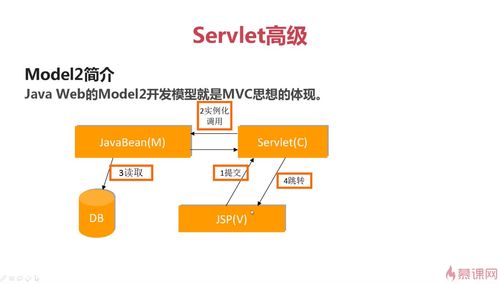 Servlet高级
Model2简介
Java Web的Model2开发模型就是MVC思想的体现。
2实例化
调用
JavaBean(M)
Servlet(C)
3读取
1提交
4跳转
DB
JSP(V)
慕课网